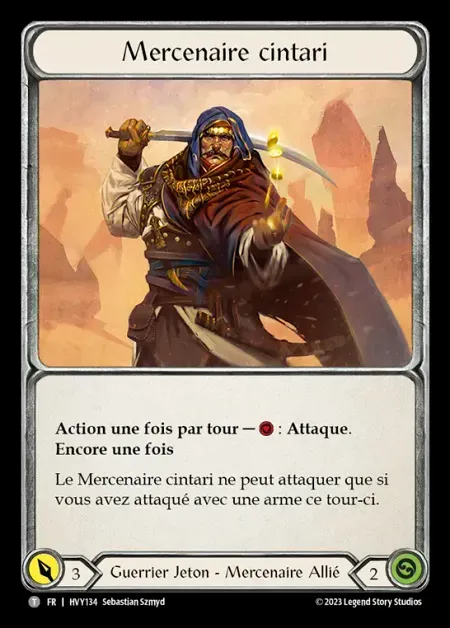 Mercenaire cintari
Action une fois par tour — : Attaque.
Encore une fois
Le Mercenaire cintari ne peut attaquer que si
vous avez attaqué avec une arme ce tour-ci.
3 Guerrier Jeton - Mercenaire Allié 2
T FR | HVY134 Sebastian Szmyd © 2023 Legend Story Studios